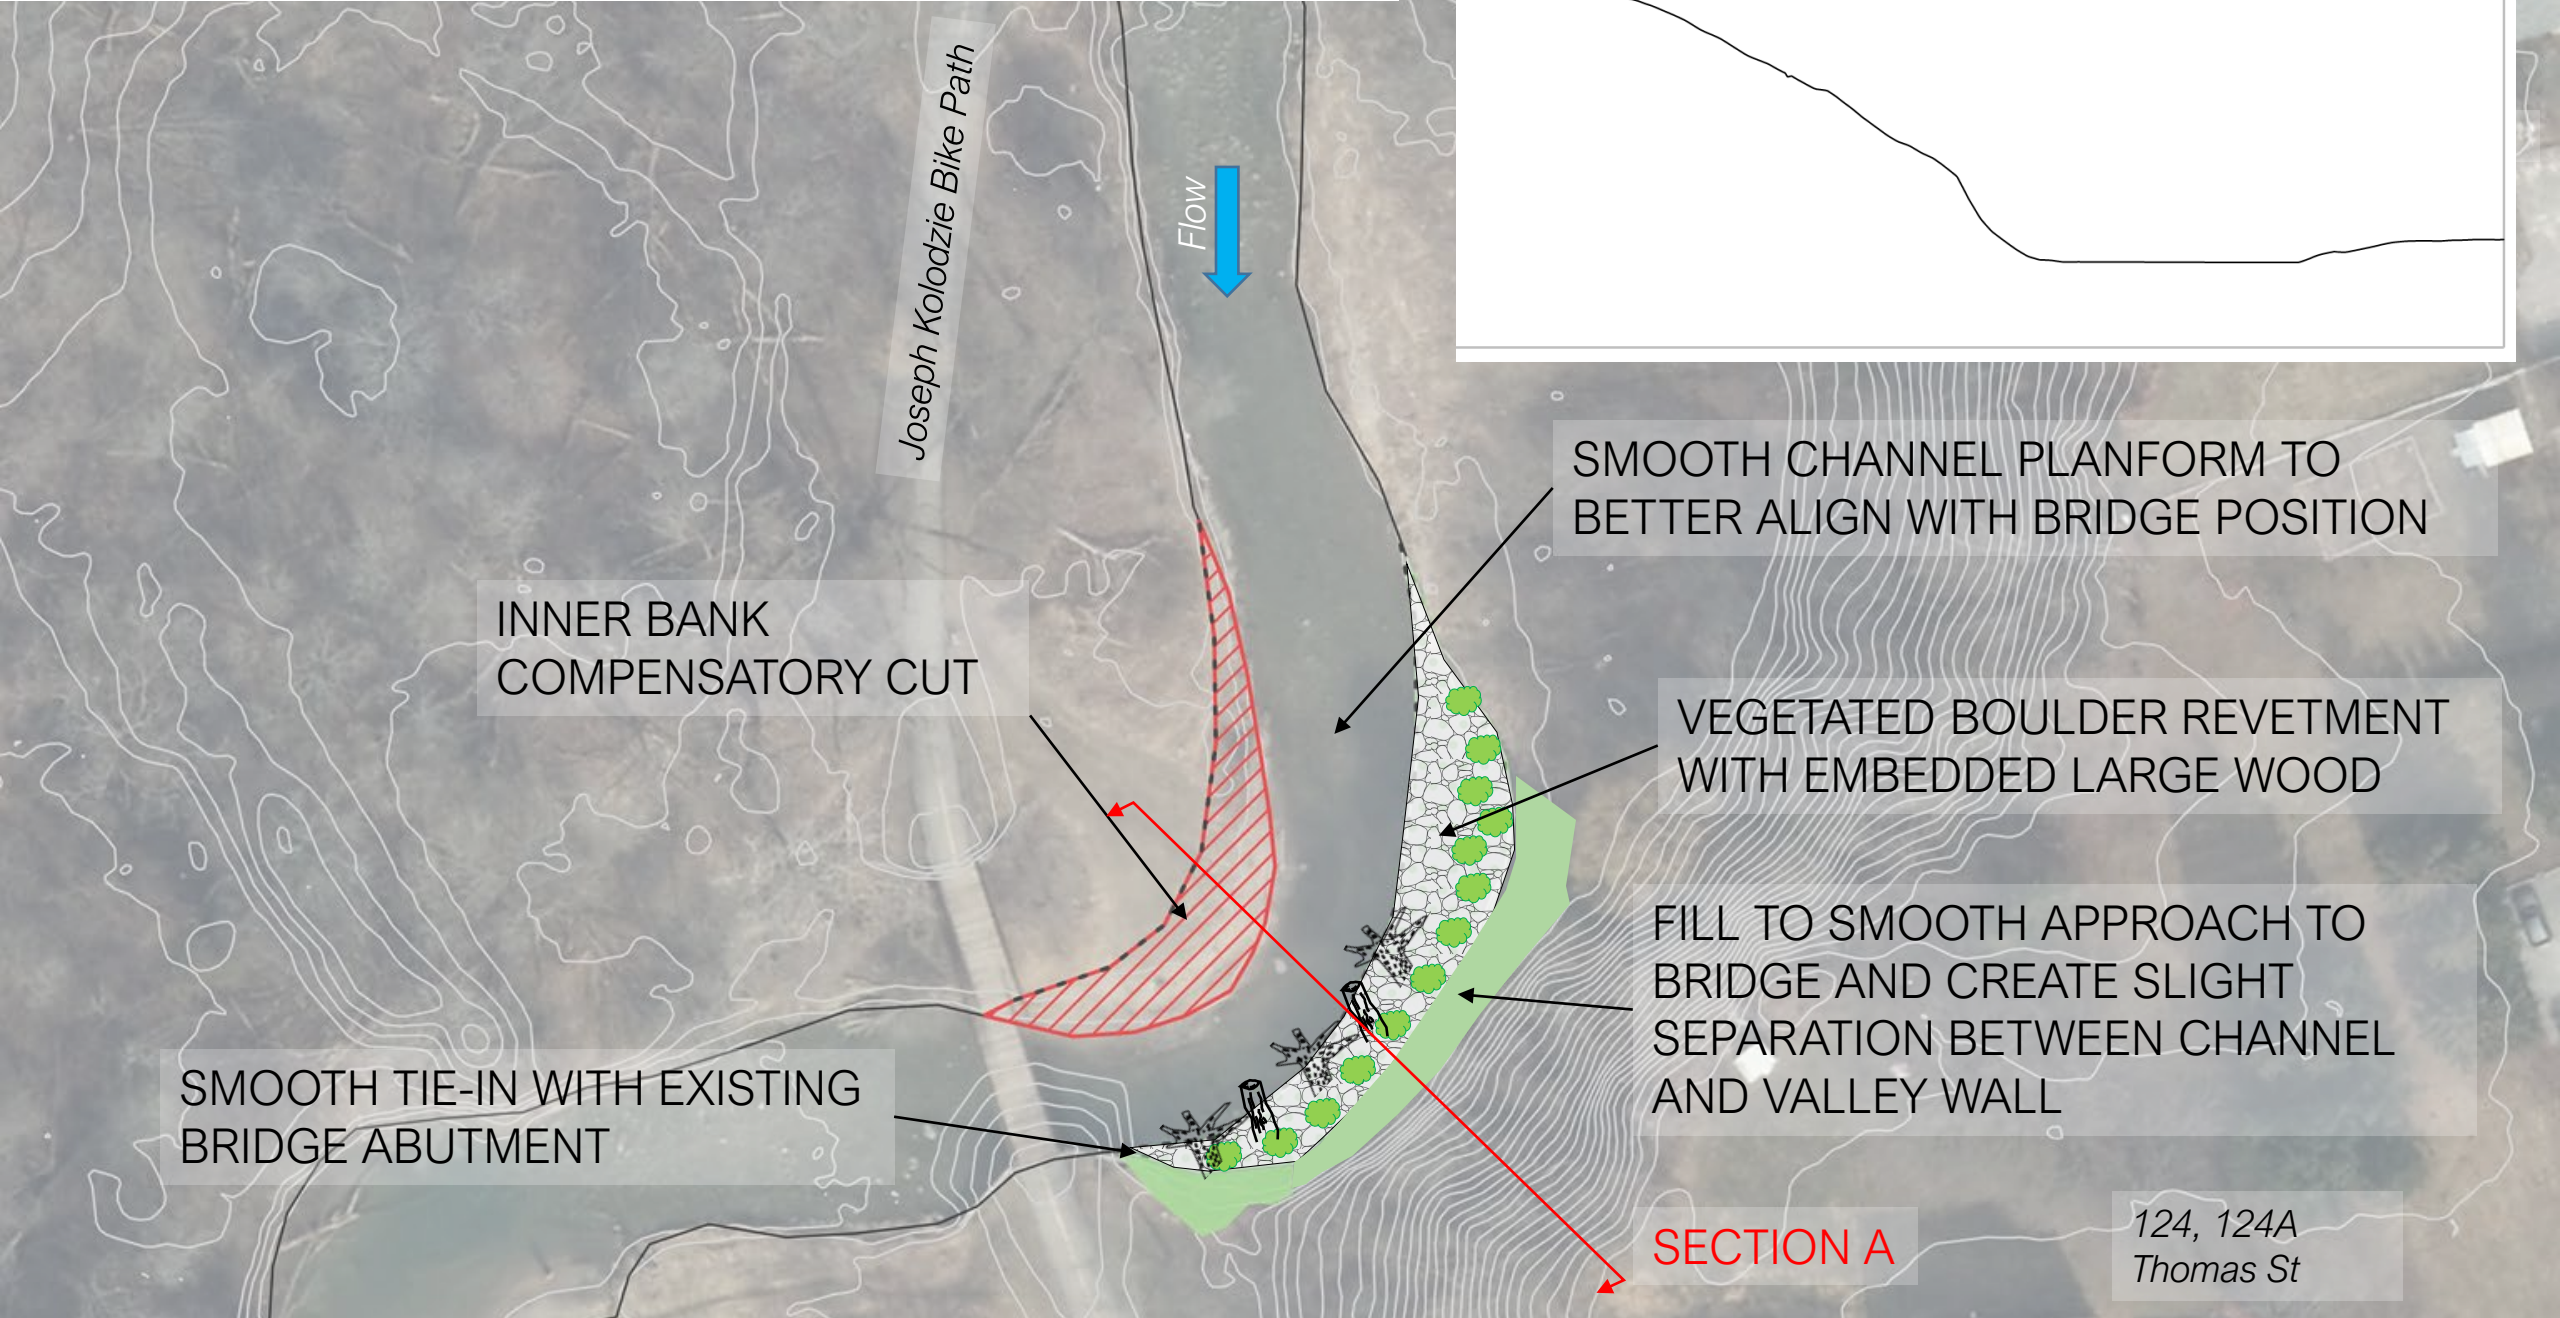 Joseph Kolodzie Bike Path
Flow
SMOOTH CHANNEL PLANFORM TO
BETTER ALIGN WITH BRIDGE POSITION
INNER BANK
COMPENSATORY CUT
VEGETATED BOULDER REVETMENT
WITH EMBEDDED LARGE WOOD
FILL TO SMOOTH APPROACH TO
BRIDGE AND CREATE SLIGHT
SEPARATION BETWEEN CHANNEL
AND VALLEY WALL
SMOOTH TIE-IN WITH EXISTING
BRIDGE ABUTMENT
SECTION A
124, 124A
Thomas St